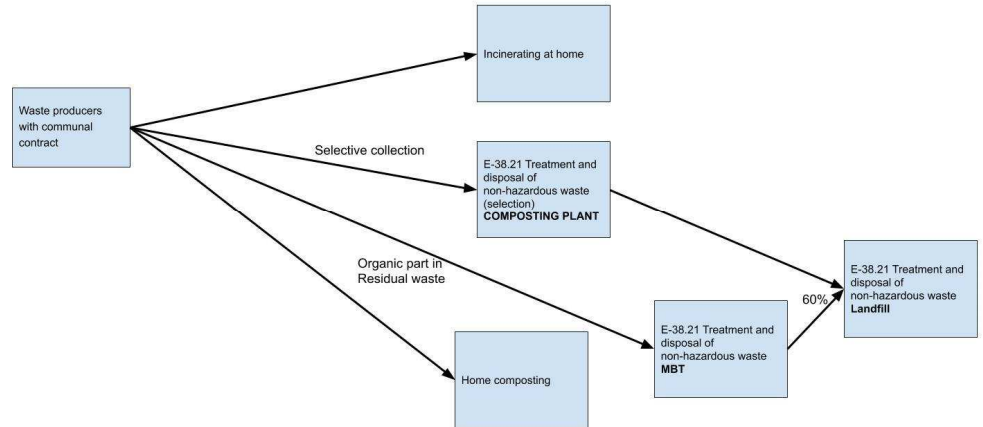 Incinerating at home
Waste producers
with communal
contract
Selective collection
E-38.21 Treatment and
disposal of
non-hazardous waste
(selection)
COMPOSTING PLANT
Organic part in
Residual waste
E-38.21 Treatment and
disposal of
non-hazardous waste
Landfill
60%
E-38.21 Treatment and
disposal of
non-hazardous waste
MBT
Home composting